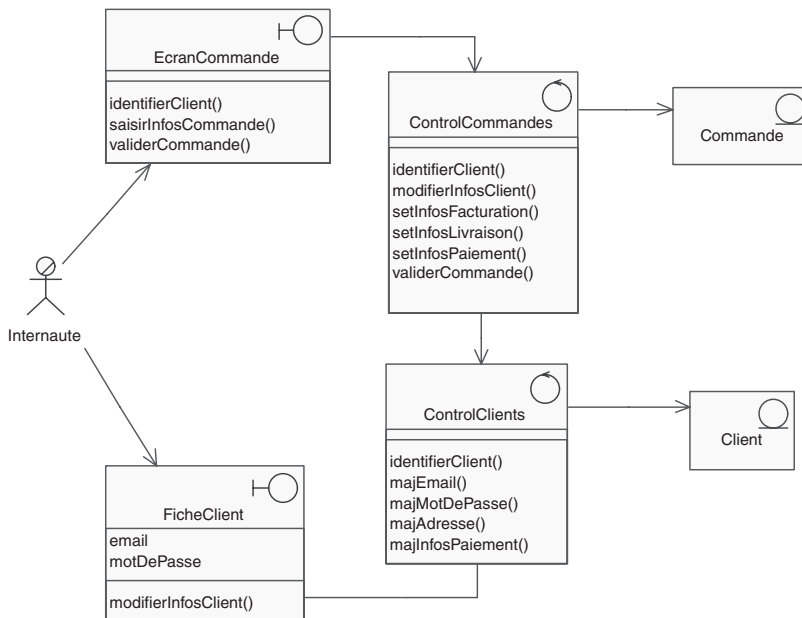 EcranCommande
identifierClient()
saisirInfosCommande()
validerCommande()
ControlCommandes
identifierClient()
modifierInfosClient()
setInfosFacturation()
setInfosLivraison()
setInfosPaiement()
validerCommande()
Commande
Internaute
ControlClients
identifierClient()
majEmail()
majMotDePasse()
majAdresse()
majInfosPaiement()
Client
FicheClient
email
motDePasse
modifierInfosClient()